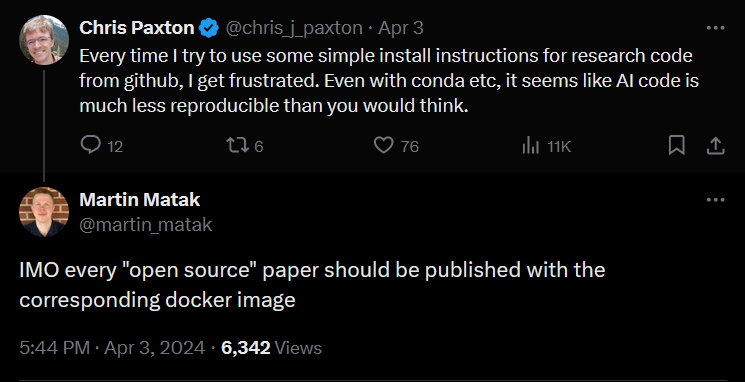 Chris Paxton @chris_j_paxton · Apr 3
Every time I try to use some simple install instructions for research code
from github, I get frustrated. Even with conda etc, it seems like AI code is
much less reproducible than you would think.
12 6 76 11K
Martin Matak
@martin_matak
IMO every "open source" paper should be published with the
corresponding docker image
5:44 PM · Apr 3, 2024 · 6,342 Views